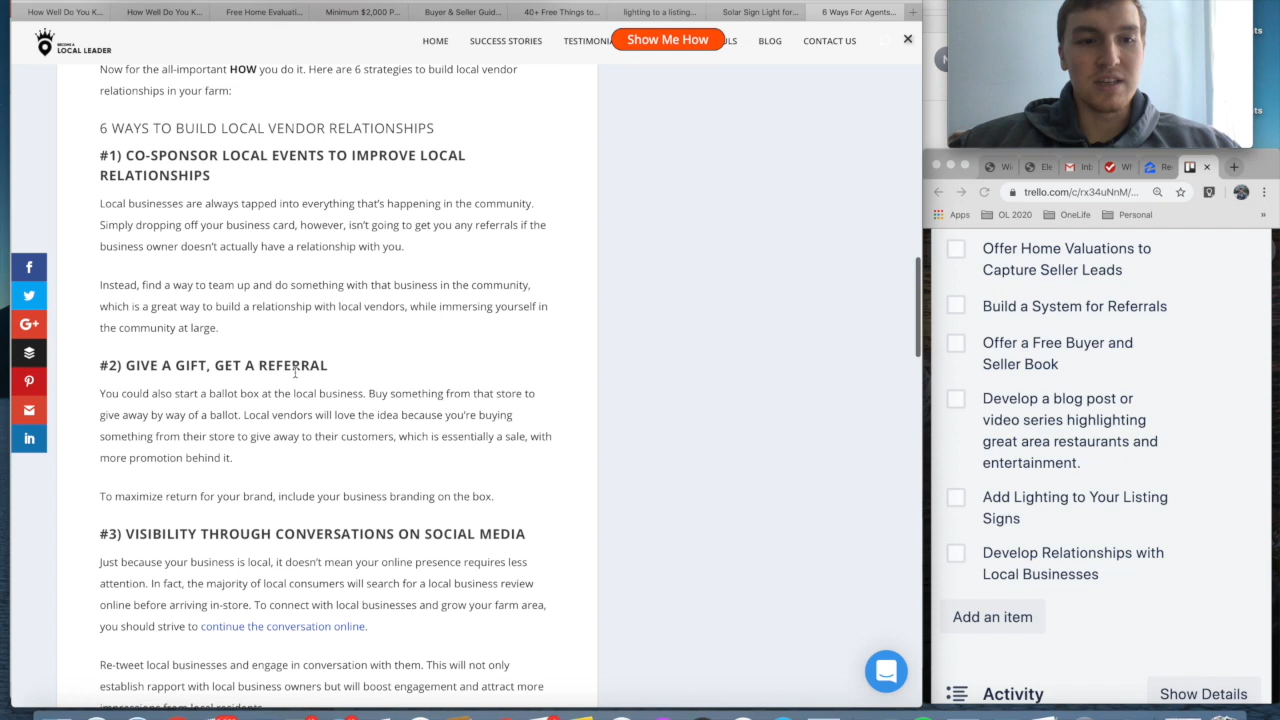 How Well Do You K...
How Well Do You K...
Free Home Evaluati...
Minimum $2,000 P...
Buyer & Seller Guid...
40+ Free Things to...
lighting to a listing...
Solar Sign Light for...
6 Ways For Agents...
BECOME A
LOCAL LEADER
HOME
SUCCESS STORIES
TESTIMONIA
Show Me How
BLOG
CONTACT US
Now for the all-important HOW you do it. Here are 6 strategies to build local vendor
relationships in your farm:
6 WAYS TO BUILD LOCAL VENDOR RELATIONSHIPS
#1) CO-SPONSOR LOCAL EVENTS TO IMPROVE LOCAL
RELATIONSHIPS
Local businesses are always tapped into everything that's happening in the community.
Simply dropping off your business card, however, isn't going to get you any referrals if the
business owner doesn't actually have a relationship with you.
Instead, find a way to team up and do something with that business in the community,
which is a great way to build a relationship with local vendors, while immersing yourself in
the community at large.
#2) GIVE A GIFT, GET A REFERRAL
You could also start a ballot box at the local business. Buy something from that store to
give away by way of a ballot. Local vendors will love the idea because you're buying
something from their store to give away to their customers, which is essentially a sale, with
more promotion behind it.
To maximize return for your brand, include your business branding on the box.
#3) VISIBILITY THROUGH CONVERSATIONS ON SOCIAL MEDIA
Just because your business is local, it doesn't mean your online presence requires less
attention. In fact, the majority of local consumers will search for a local business review
online before arriving in-store. To connect with local businesses and grow your farm area,
you should strive to continue the conversation online.
Re-tweet local businesses and engage in conversation with them. This will not only
establish rapport with local business owners but will boost engagement and attract more
impressions from local residents.
Wi
Ele
Inb
W
Re
trello.com/c/rx34uNnM/...
Apps
OL 2020
OneLife
Personal
Offer Home Valuations to
Capture Seller Leads
Build a System for Referrals
Offer a Free Buyer and
Seller Book
Develop a blog post or
video series highlighting
great area restaurants and
entertainment.
Add Lighting to Your Listing
Signs
Develop Relationships with
Local Businesses
Add an item
Activity
Show Details